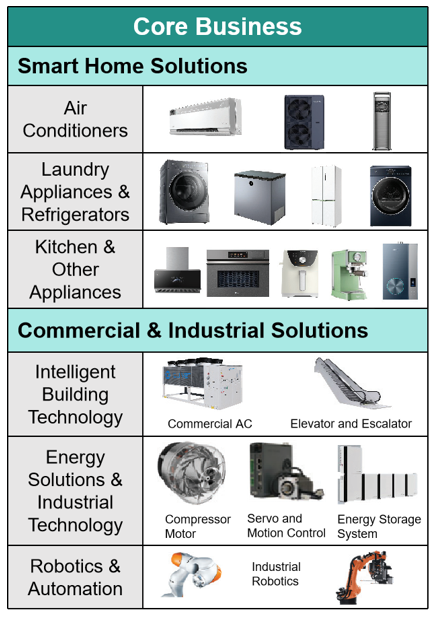 Core Business
Smart Home Solutions
Air
Conditioners
Laundry
Appliances &
Refrigerators
Kitchen &
Other
Appliances
Commercial & Industrial Solutions
Intelligent
Building
Technology
Commercial AC
Elevator and Escalator
Energy
Solutions &
Industrial
Technology
Compressor
Motor
Servo and
Motion Control
Energy Storage
System
Robotics &
Automation
Industrial
Robotics